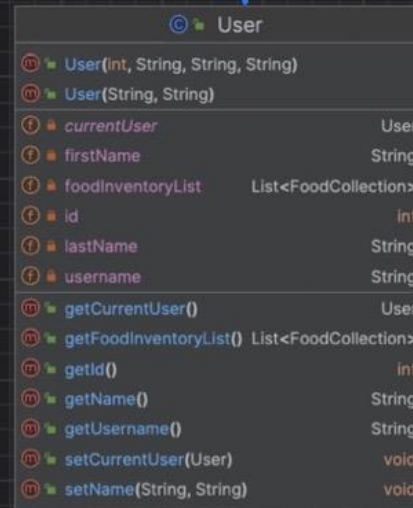 User
User(int, String, String, String)
User(String, String)
currentUser User
firstName String
foodInventoryList List<FoodCollection>
id int
lastName String
username String
getCurrentUser() User
getFoodInventoryList() List<FoodCollection>
getId() int
getName() String
getUsername() String
setCurrentUser(User) void
setName(String, String) void